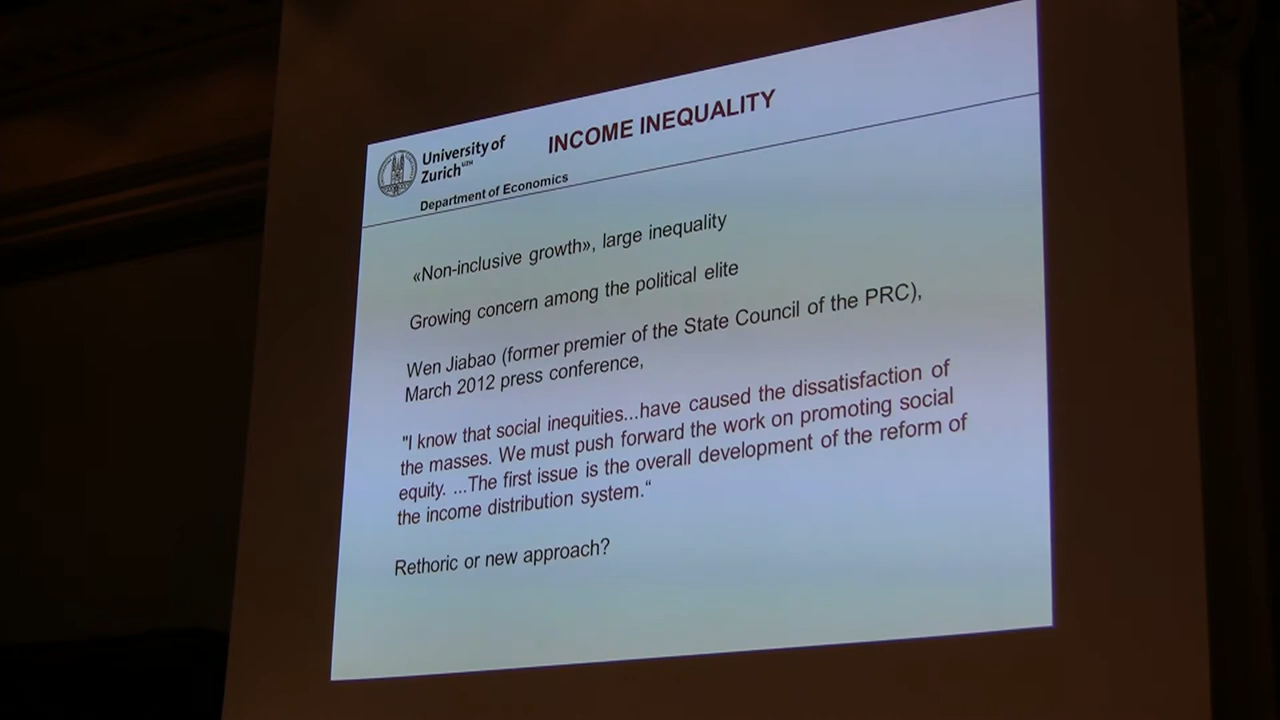 University of
Zurich UZH
INCOME INEQUALITY
Department of Economics
«Non-inclusive growth», large inequality
Growing concern among the political elite
Wen Jiabao (former premier of the State Council of the PRC),
March 2012 press conference,
"I know that social inequities...have caused the dissatisfaction of
the masses. We must push forward the work on promoting social
equity. ...The first issue is the overall development of the reform of
the income distribution system.“
Rethoric or new approach?